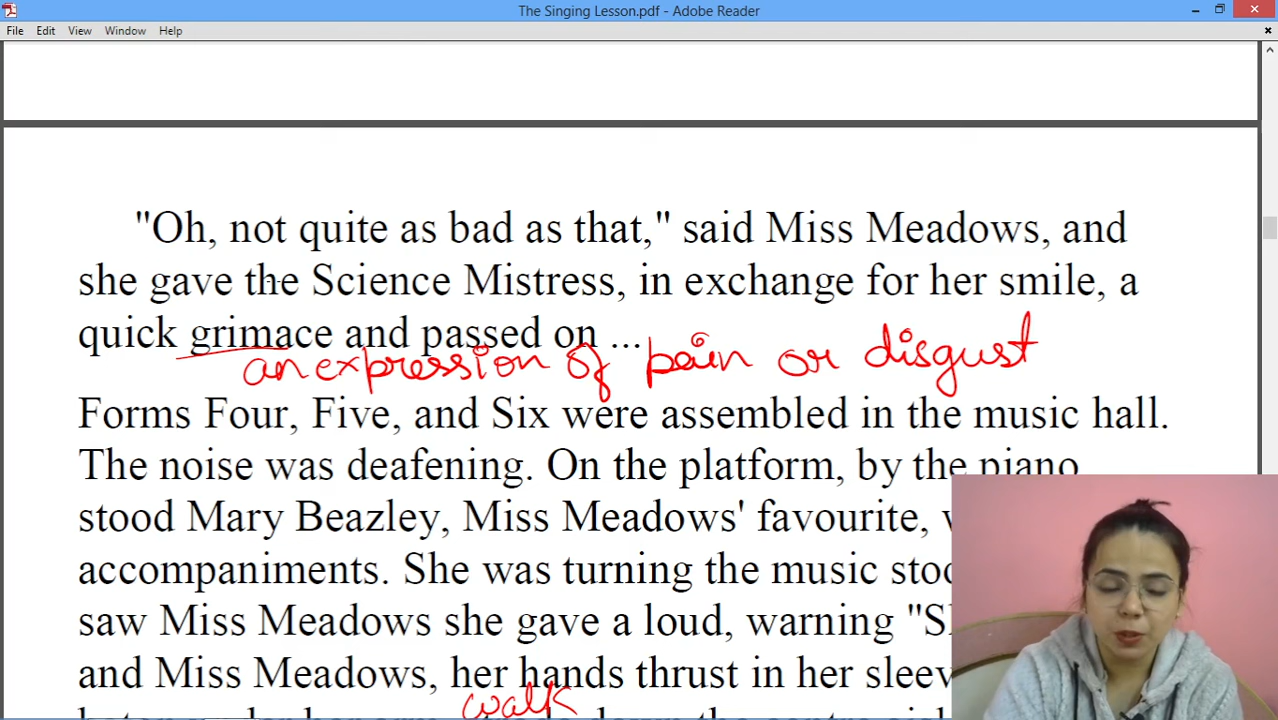 The Singing Lesson.pdf - Adobe Reader
File Edit View Window Help
"Oh, not quite as bad as that," said Miss Meadows, and
she gave the Science Mistress, in exchange for her smile, a
quick grimace and passed on ...
an expression of pain or disgust
Forms Four, Five, and Six were assembled in the music hall.
The noise was deafening. On the platform, by the piano
stood Mary Beazley, Miss Meadows' favourite,
accompaniments. She was turning the music
saw Miss Meadows she gave a loud, warning
and Miss Meadows, her hands thrust in her
walk